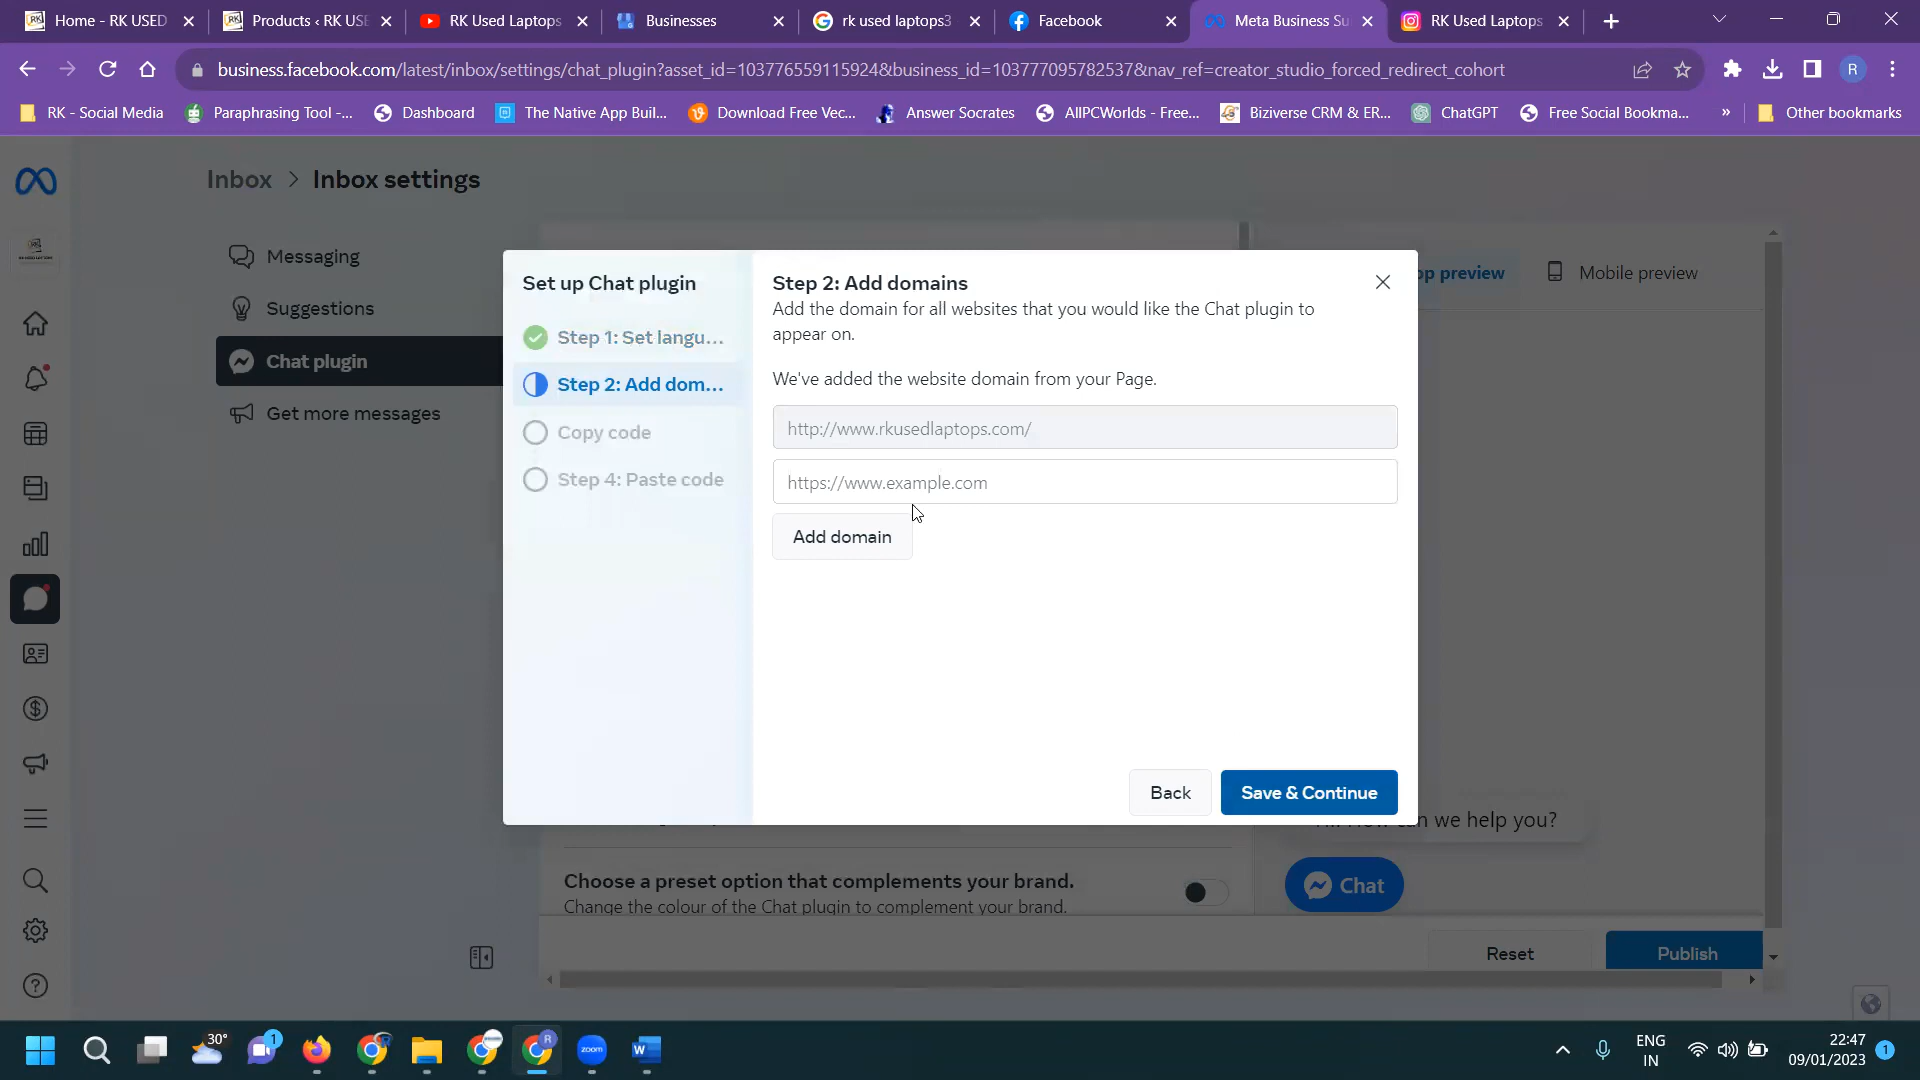 Home - RK USED
Products ‹ RK USE
RK Used Laptops
Businesses
rk used laptops3
Facebook
Meta Business Su
RK Used Laptops
business.facebook.com/latest/inbox/settings/chat_plugin?asset_id=103776559115924&business_id=103777095782537&nav_ref=creator_studio_forced_redirect_cohort
R
RK - Social Media
Paraphrasing Tool -...
Dashboard
The Native App Buil...
Download Free Vec...
Answer Socrates
AllPCWorlds - Free...
Biziverse CRM & ER...
ChatGPT
Free Social Bookma...
»
Other bookmarks
Inbox > Inbox settings
Messaging
Suggestions
Chat plugin
Get more messages
Set up Chat plugin
Step 1: Set langu...
Step 2: Add dom...
Copy code
Step 4: Paste code
Step 2: Add domains
Add the domain for all websites that you would like the Chat plugin to
appear on.
We've added the website domain from your Page.
http://www.rkusedlaptops.com/
https://www.example.com
Add domain
Back
Save & Continue
op preview
Mobile preview
can we help you?
Chat
Choose a preset option that complements your brand.
Change the colour of the Chat plugin to complement your brand.
Reset
Publish
30°
1
R
zoom
ENG
IN
22:47
09/01/2023
1